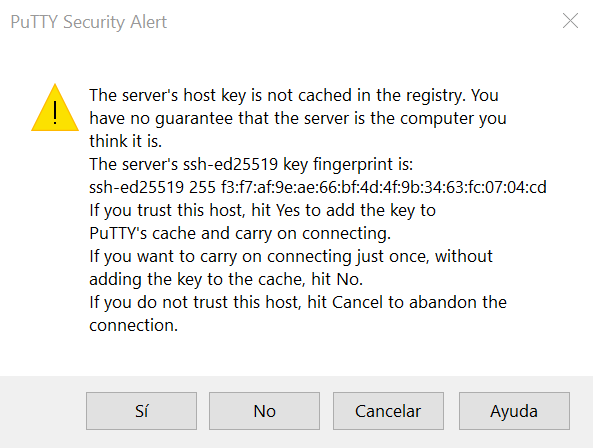 PuTTY Security Alert
The server's host key is not cached in the registry. You
have no guarantee that the server is the computer you
think it is.
The server's ssh-ed25519 key fingerprint is:
ssh-ed25519 255 f3:f7:af:9e:ae:66:bf:4d:4f:9b:34:63:fc:07:04:cd
If you trust this host, hit Yes to add the key to
PuTTY's cache and carry on connecting.
If you want to carry on connecting just once, without
adding the key to the cache, hit No.
If you do not trust this host, hit Cancel to abandon the
connection.
Sí No Cancelar Ayuda